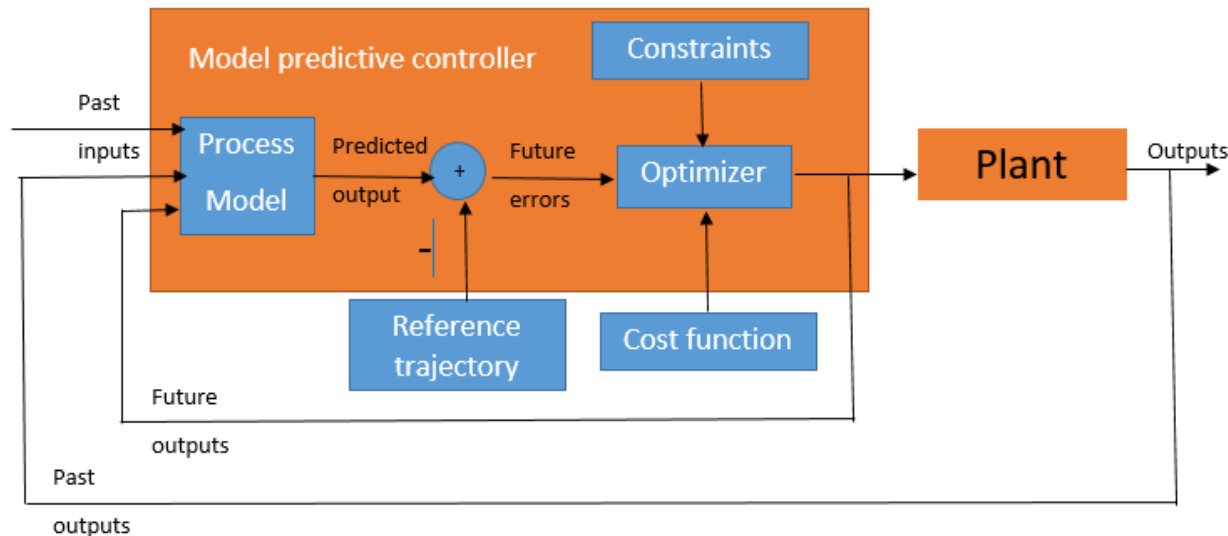 Model predictive controller
Constraints
Past
inputs
Process
Model
Predicted
output
+
Future
errors
Optimizer
Plant
Outputs
-
Reference
trajectory
Cost function
Future
outputs
Past
outputs